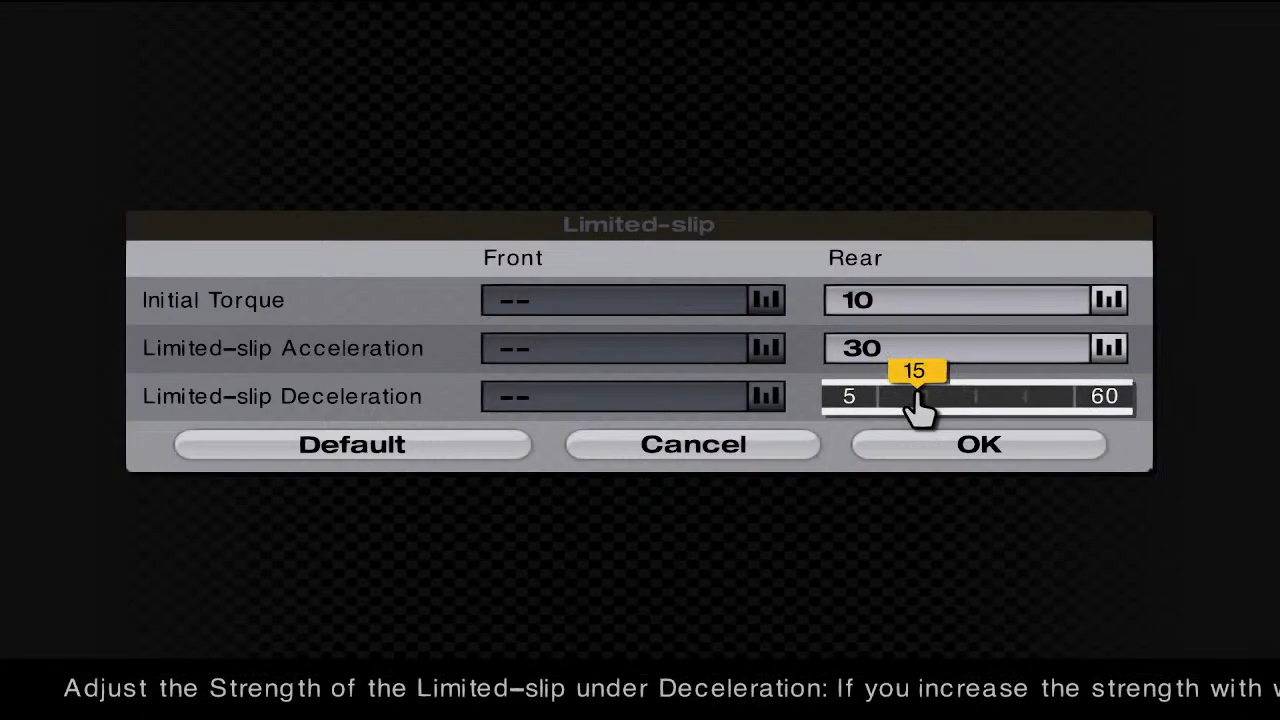 Limited-slip
Front Rear
Initial Torque -- 10
Limited-slip Acceleration -- 30
15
Limited-slip Deceleration -- 5 60
Default Cancel OK
Adjust the Strength of the Limited-slip under Deceleration: If you increase the strength with